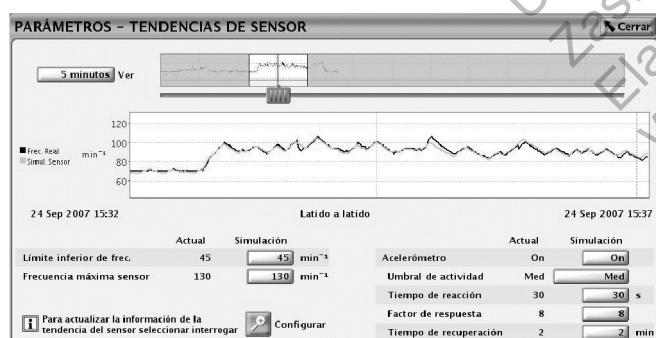 PARÁMETROS – TENDENCIAS DE SENSOR
Cerrar
5 minutos Ver
120
100
80
60
Frec. Real
Simul. Sensor
min⁻¹
24 Sep 2007 15:32
Latido a latido
24 Sep 2007 15:37
Actual Simulación
Límite inferior de frec. 45 45 min⁻¹
Frecuencia máxima sensor 130 130 min⁻¹
Para actualizar la información de la
tendencia del sensor seleccionar interrogar
Configurar
Actual Simulación
Acelerómetro On On
Umbral de actividad Med Med
Tiempo de reacción 30 30 s
Factor de respuesta 8 8
Tiempo de recuperación 2 2 min